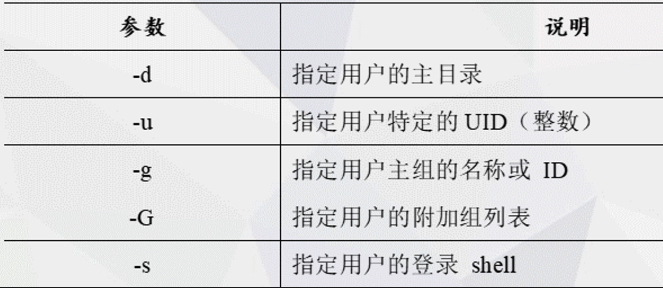 参数 说明
-d 指定用户的主目录
-u 指定用户特定的 UID（整数）
-g 指定用户主组的名称或 ID
-G 指定用户的附加组列表
-s 指定用户的登录 shell